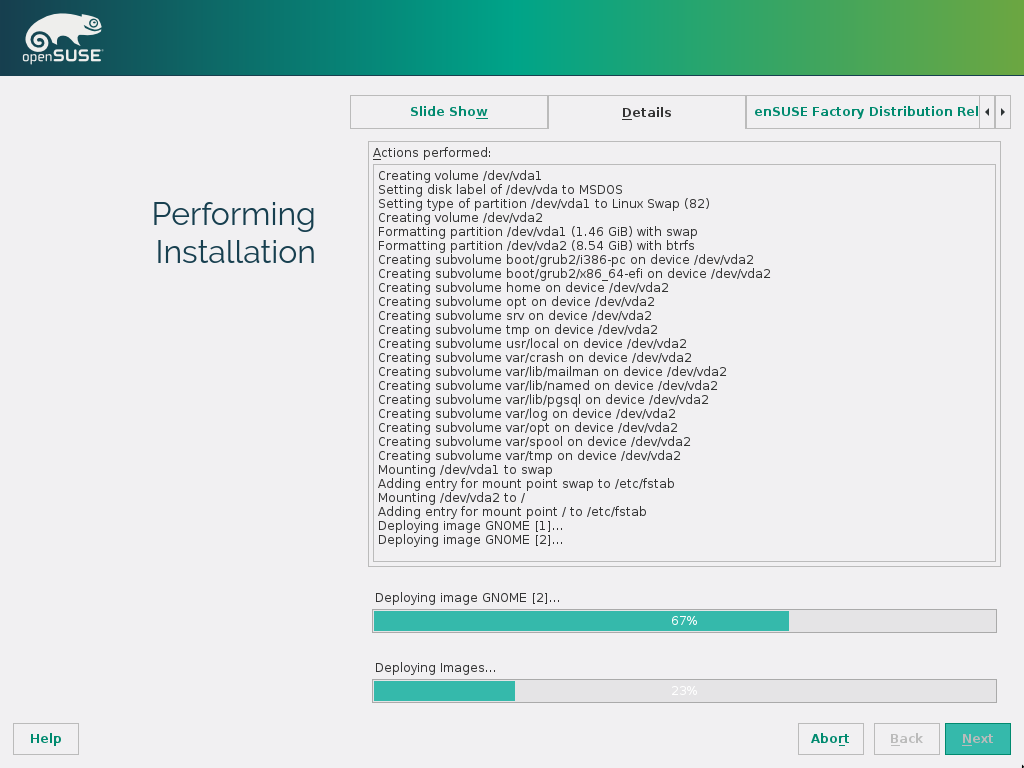 openSUSE
Slide Show
Details
enSUSE Factory Distribution Rel
Performing
Installation
Actions performed:
Creating volume /dev/vda1
Setting disk label of /dev/vda to MSDOS
Setting type of partition /dev/vda1 to Linux Swap (82)
Creating volume /dev/vda2
Formatting partition /dev/vda1 (1.46 GiB) with swap
Formatting partition /dev/vda2 (8.54 GiB) with btrfs
Creating subvolume boot/grub2/i386-pc on device /dev/vda2
Creating subvolume boot/grub2/x86_64-efi on device /dev/vda2
Creating subvolume home on device /dev/vda2
Creating subvolume opt on device /dev/vda2
Creating subvolume srv on device /dev/vda2
Creating subvolume tmp on device /dev/vda2
Creating subvolume usr/local on device /dev/vda2
Creating subvolume var/crash on device /dev/vda2
Creating subvolume var/lib/mailman on device /dev/vda2
Creating subvolume var/lib/named on device /dev/vda2
Creating subvolume var/lib/pgsql on device /dev/vda2
Creating subvolume var/log on device /dev/vda2
Creating subvolume var/opt on device /dev/vda2
Creating subvolume var/spool on device /dev/vda2
Creating subvolume var/tmp on device /dev/vda2
Mounting /dev/vda1 to swap
Adding entry for mount point swap to /etc/fstab
Mounting /dev/vda2 to /
Adding entry for mount point / to /etc/fstab
Deploying image GNOME [1]...
Deploying image GNOME [2]...
Deploying image GNOME [2]...
67%
Deploying Images...
23%
Help
Abort
Back
Next